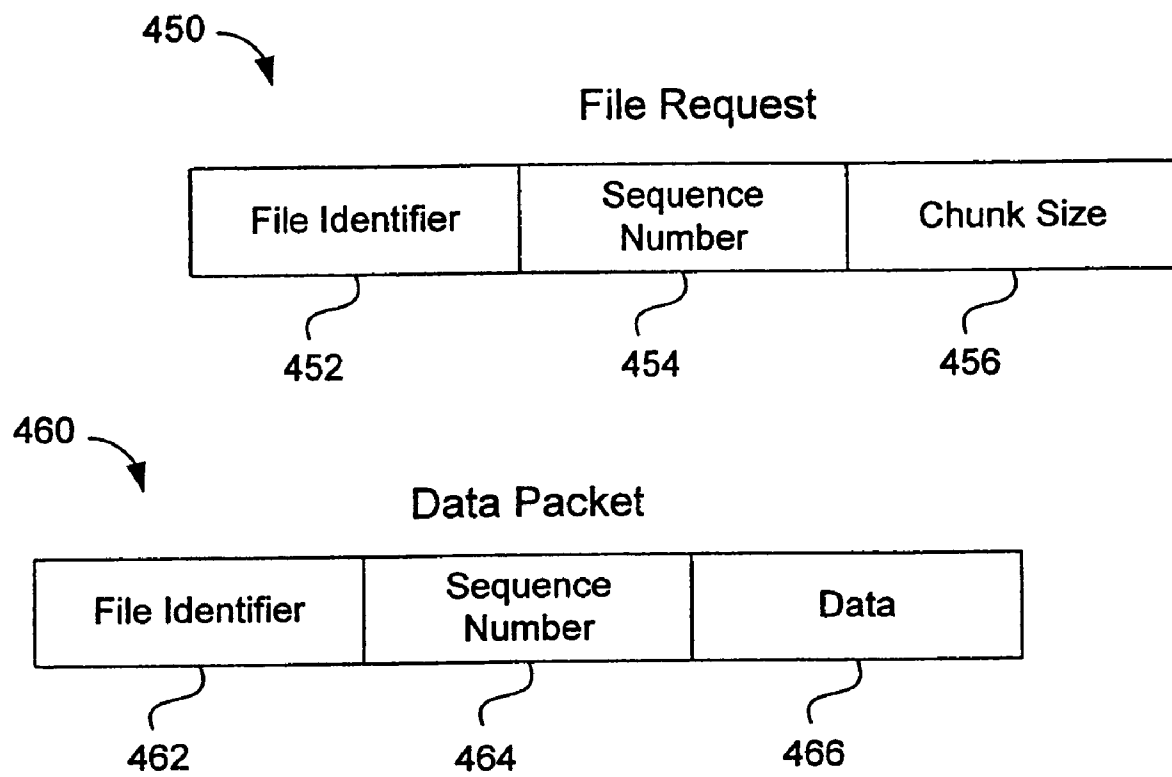 450
File Request
File Identifier
Sequence
Number
Chunk Size
452
454
456
460
Data Packet
File Identifier
Sequence
Number
Data
462
464
466